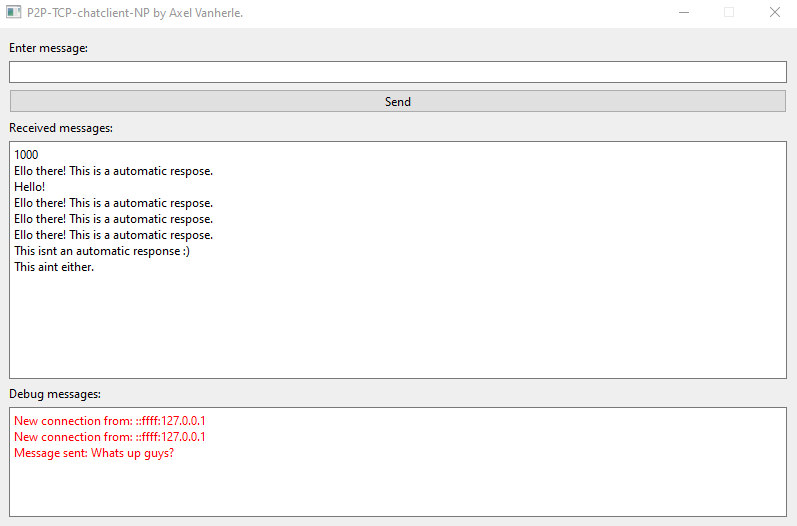 P2P-TCP-chatclient-NP by Axel Vanherle.
Enter message:
Send
Received messages:
1000
Ello there! This is a automatic respose.
Hello!
Ello there! This is a automatic respose.
Ello there! This is a automatic respose.
Ello there! This is a automatic respose.
This isnt an automatic response :)
This aint either.
Debug messages:
New connection from: ::ffff:127.0.0.1
New connection from: ::ffff:127.0.0.1
Message sent: Whats up guys?